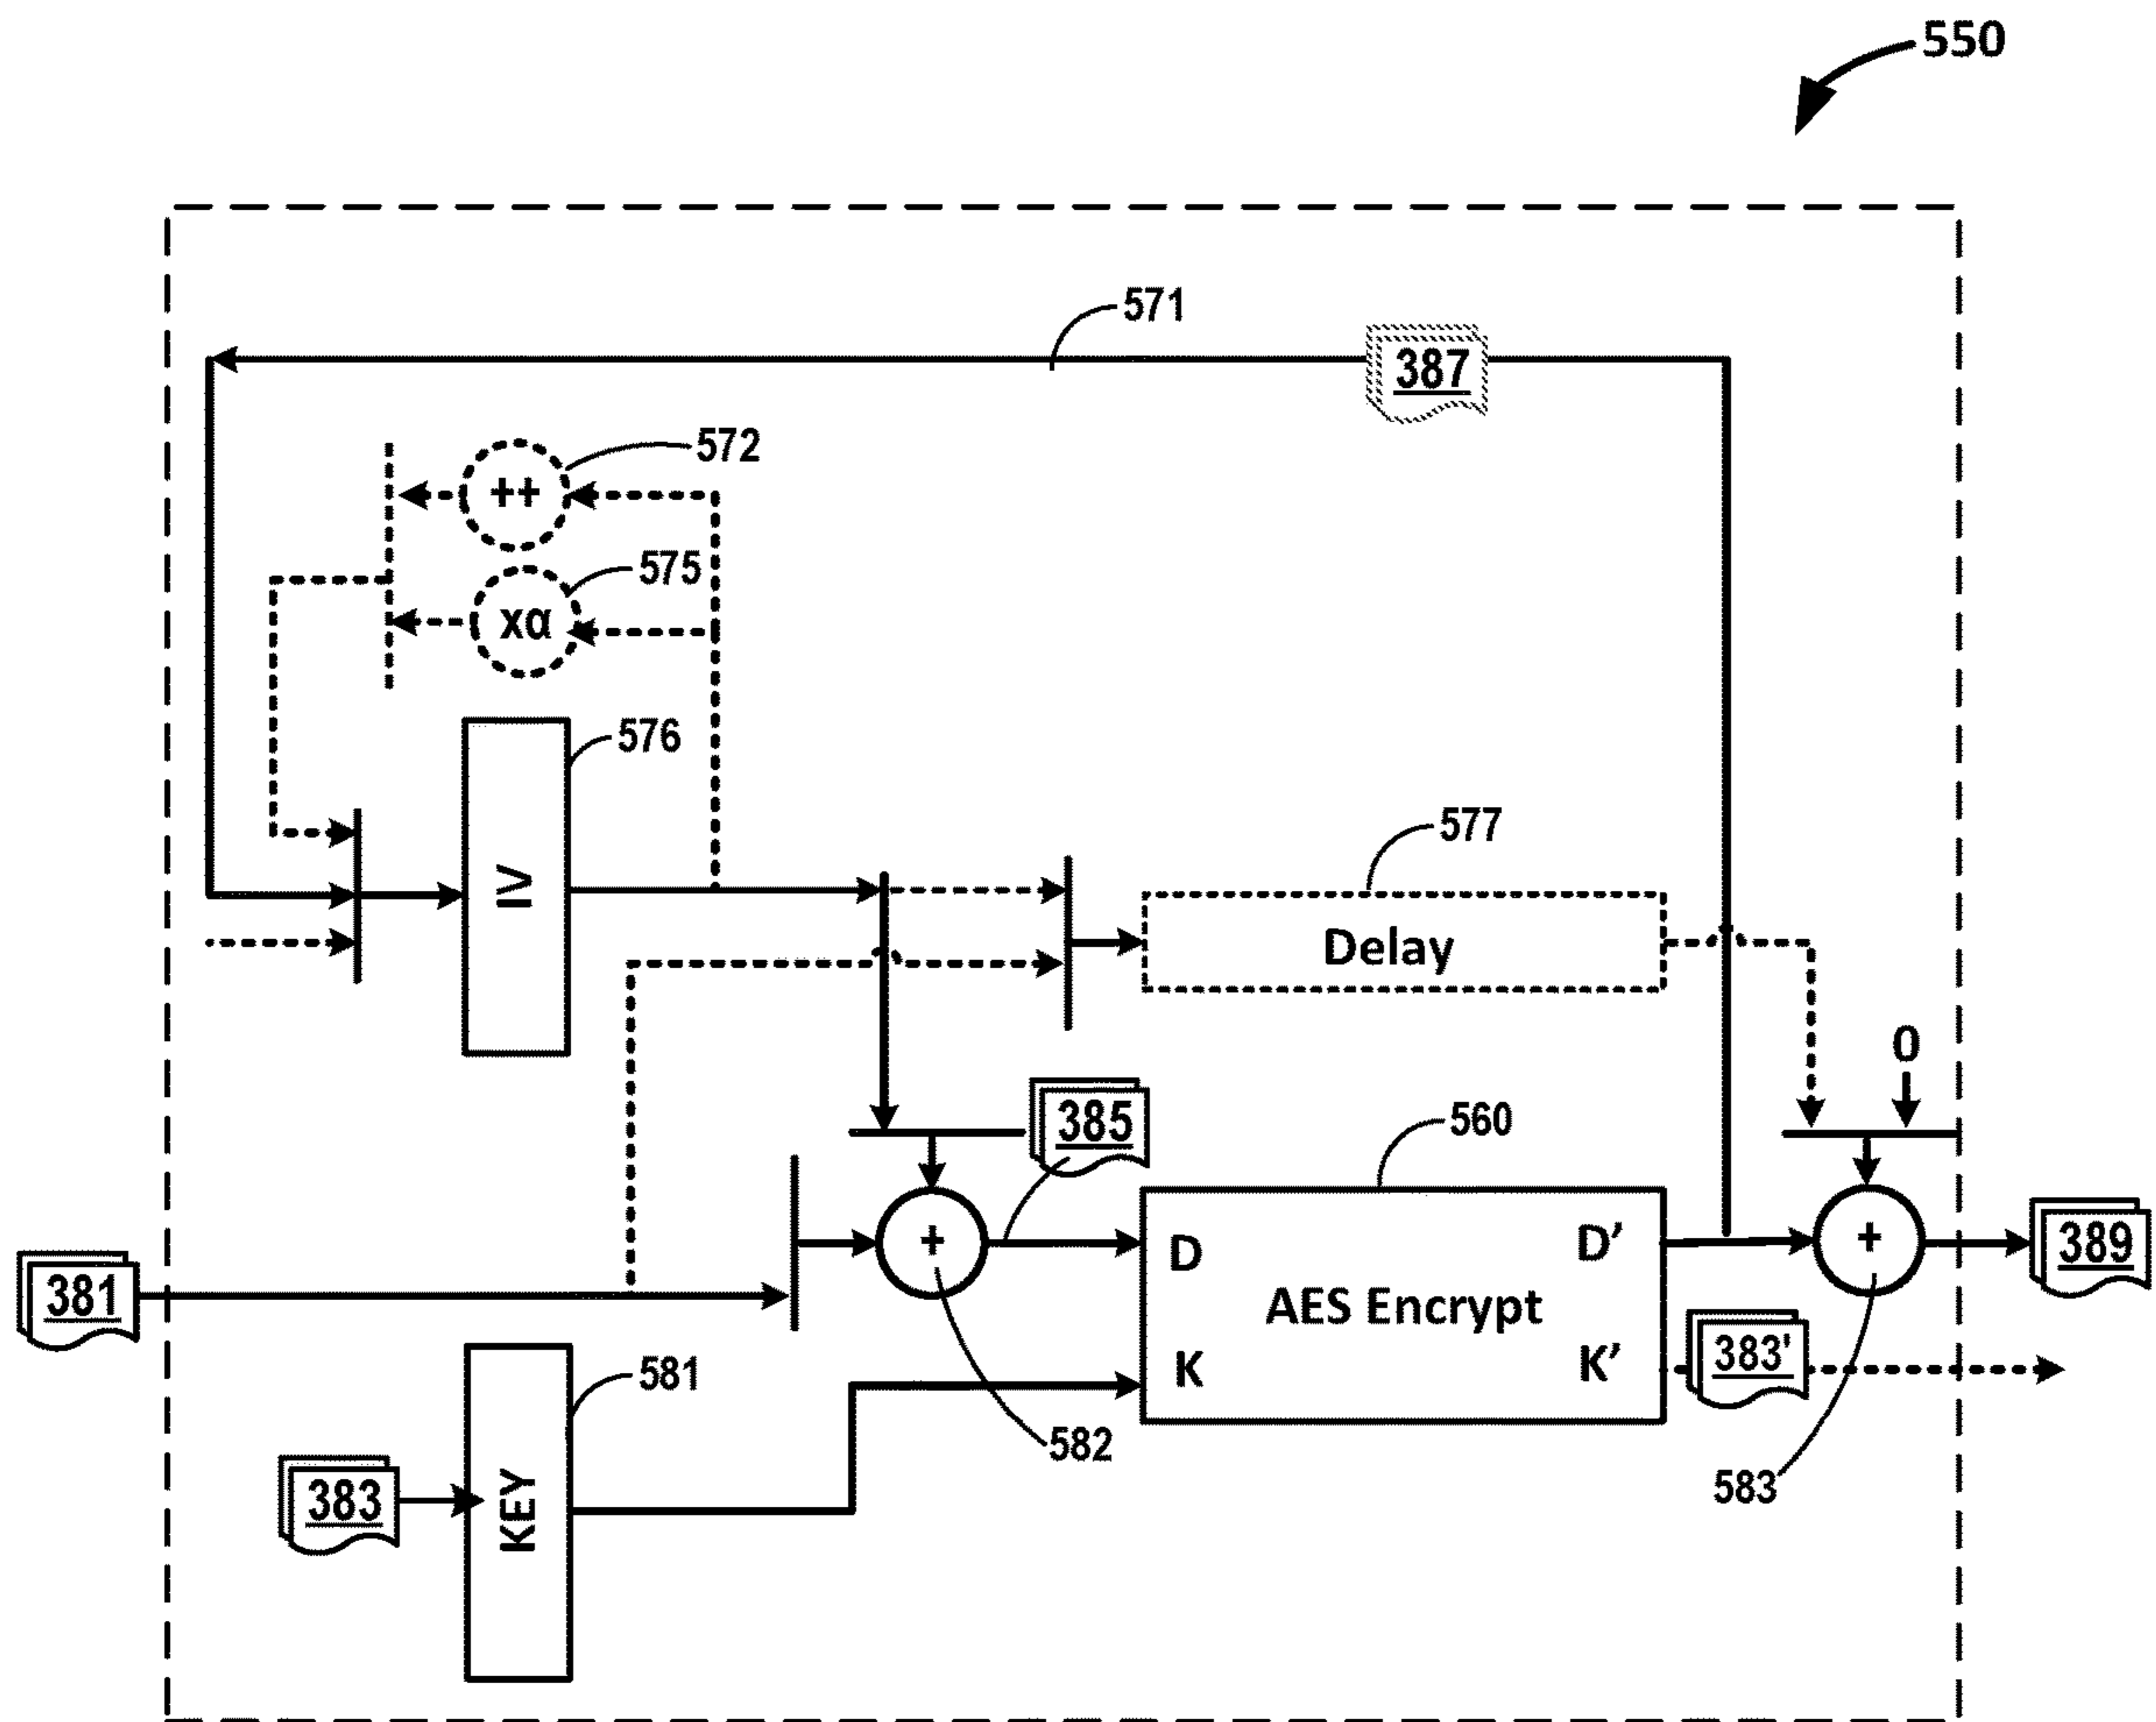 550
571
387
572
++
575
xα
576
IV
577
Delay
0
385
560
+
D
D'
+
389
381
AES Encrypt
383'
K
K'
581
582
583
383
KEY